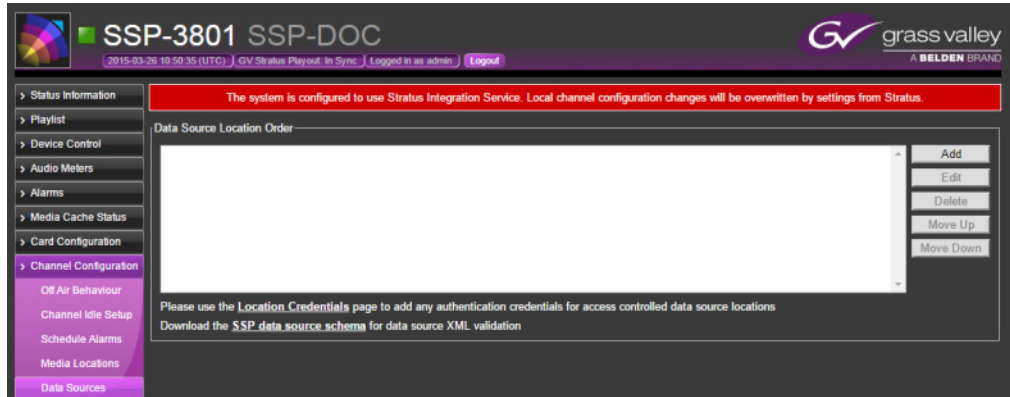 SSP-3801 SSP-DOC
2015-03-26 10:50:35 (UTC) GV Stratus Playout: In Sync Logged in as admin Logout
GV grass valley
A BELDEN BRAND
> Status Information
The system is configured to use Stratus Integration Service. Local channel configuration changes will be overwritten by settings from Stratus.
> Playlist
Data Source Location Order
> Device Control
Add
> Audio Meters
Edit
> Alarms
Delete
> Media Cache Status
Move Up
> Card Configuration
Move Down
> Channel Configuration
Off Air Behaviour
Please use the Location Credentials page to add any authentication credentials for access controlled data source locations
Channel Idle Setup
Download the SSP data source schema for data source XML validation
Schedule Alarms
Media Locations
Data Sources